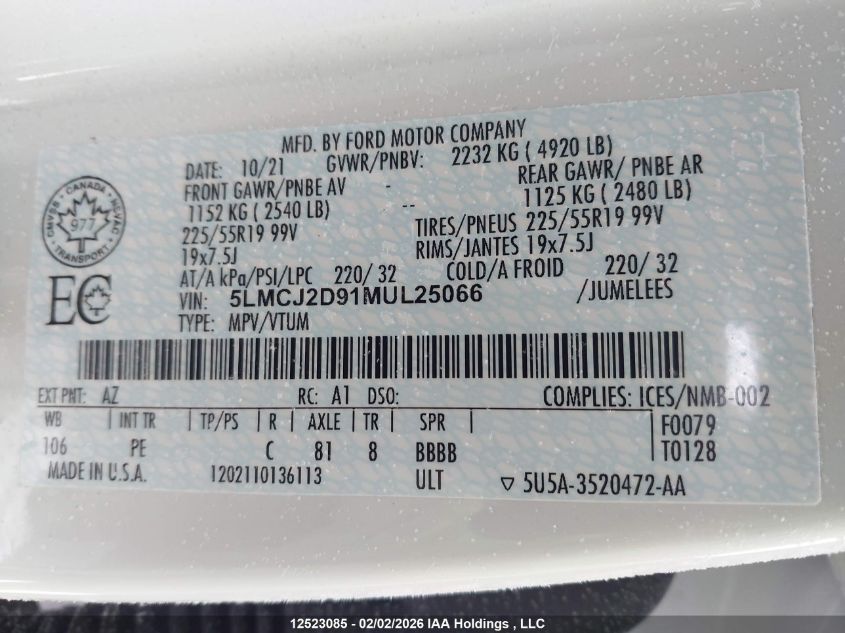 MFD. BY FORD MOTOR COMPANY
DATE: 10/21 GVWR/PNBV: 2232 KG ( 4920 LB)
FRONT GAWR/PNBE AV -- REAR GAWR/ PNBE AR
1152 KG ( 2540 LB) -- 1125 KG ( 2480 LB)
225/55R19 99V TIRES/PNEUS 225/55R19 99V
19x7.5J RIMS/JANTES 19x7.5J
AT/A kPa/PSI/LPC 220/ 32 COLD/A FROID 220/ 32
VIN: 5LMCJ2D91MUL25066 /JUMELEES
TYPE: MPV/VTUM
CANADA
CMVSS NSVAC
977
TRANSPORT
EC
EXT PNT: AZ RC: A1 DSO: COMPLIES: ICES/NMB-002
WB | INT TR | TP/PS | R | AXLE | TR | SPR | F0079
106 PE C 81 8 BBBB T0128
MADE IN U.S.A. 1202110136113 ULT ▽ 5U5A-3520472-AA
12523085 - 02/02/2026 IAA Holdings , LLC